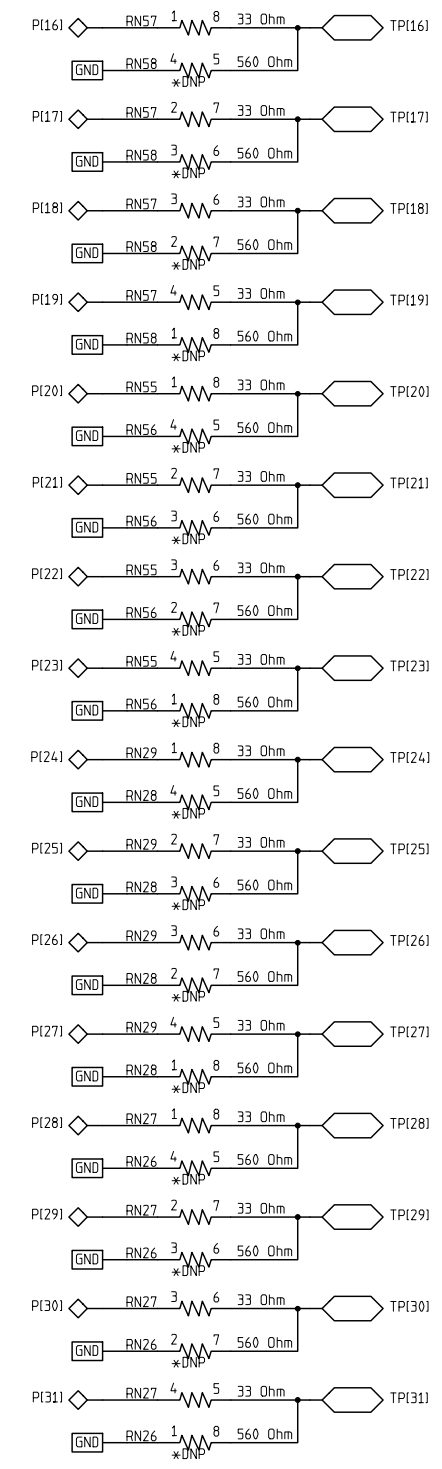 P[16] RN57 1 8 33 Ohm TP[16]
GND RN58 4 5 560 Ohm
*DNP
P[17] RN57 2 7 33 Ohm TP[17]
GND RN58 3 6 560 Ohm
*DNP
P[18] RN57 3 6 33 Ohm TP[18]
GND RN58 2 7 560 Ohm
*DNP
P[19] RN57 4 5 33 Ohm TP[19]
GND RN58 1 8 560 Ohm
*DNP
P[20] RN55 1 8 33 Ohm TP[20]
GND RN56 4 5 560 Ohm
*DNP
P[21] RN55 2 7 33 Ohm TP[21]
GND RN56 3 6 560 Ohm
*DNP
P[22] RN55 3 6 33 Ohm TP[22]
GND RN56 2 7 560 Ohm
*DNP
P[23] RN55 4 5 33 Ohm TP[23]
GND RN56 1 8 560 Ohm
*DNP
P[24] RN29 1 8 33 Ohm TP[24]
GND RN28 4 5 560 Ohm
*DNP
P[25] RN29 2 7 33 Ohm TP[25]
GND RN28 3 6 560 Ohm
*DNP
P[26] RN29 3 6 33 Ohm TP[26]
GND RN28 2 7 560 Ohm
*DNP
P[27] RN29 4 5 33 Ohm TP[27]
GND RN28 1 8 560 Ohm
*DNP
P[28] RN27 1 8 33 Ohm TP[28]
GND RN26 4 5 560 Ohm
*DNP
P[29] RN27 2 7 33 Ohm TP[29]
GND RN26 3 6 560 Ohm
*DNP
P[30] RN27 3 6 33 Ohm TP[30]
GND RN26 2 7 560 Ohm
*DNP
P[31] RN27 4 5 33 Ohm TP[31]
GND RN26 1 8 560 Ohm
*DNP